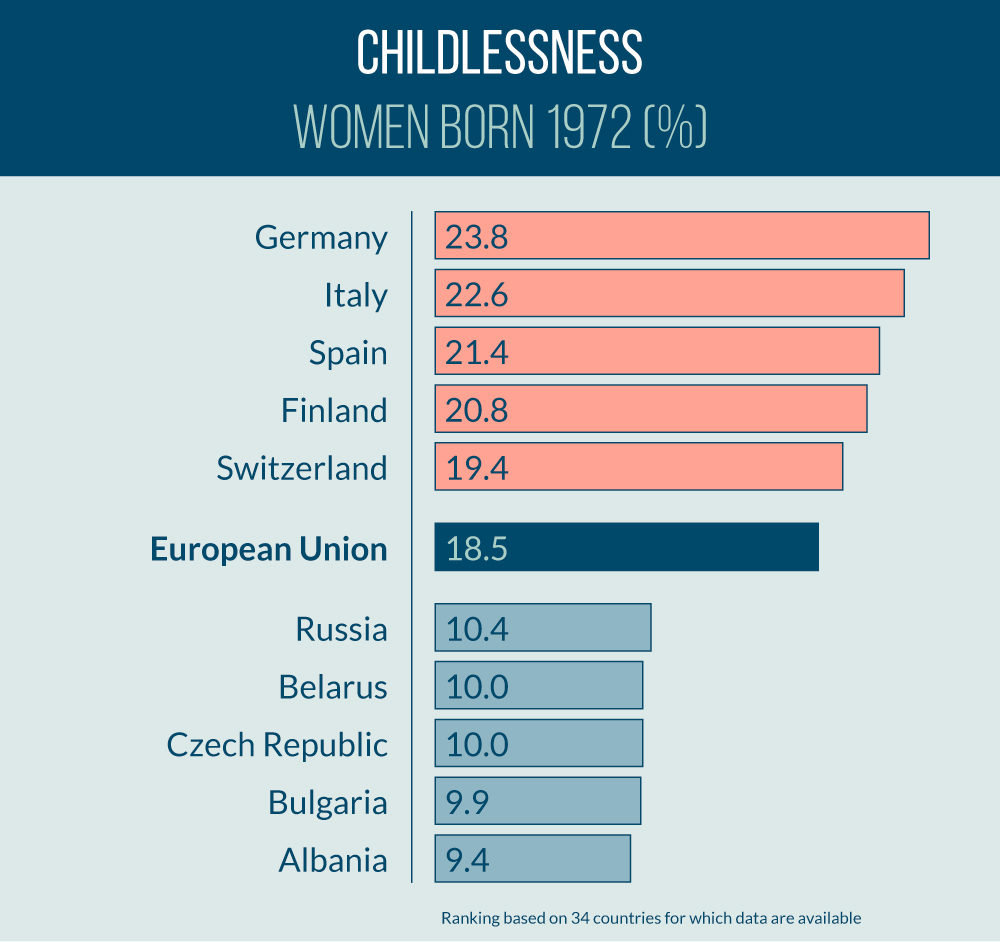 CHILDLESSNESS
WOMEN BORN 1972 (%)
Germany 23.8
Italy 22.6
Spain 21.4
Finland 20.8
Switzerland 19.4
European Union 18.5
Russia 10.4
Belarus 10.0
Czech Republic 10.0
Bulgaria 9.9
Albania 9.4
Ranking based on 34 countries for which data are available